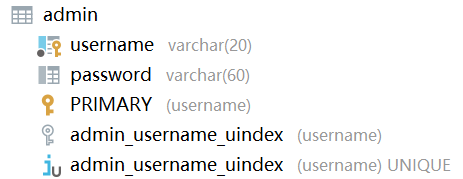 admin
username varchar(20)
password varchar(60)
PRIMARY (username)
admin_username_uindex (username)
admin_username_uindex (username) UNIQUE